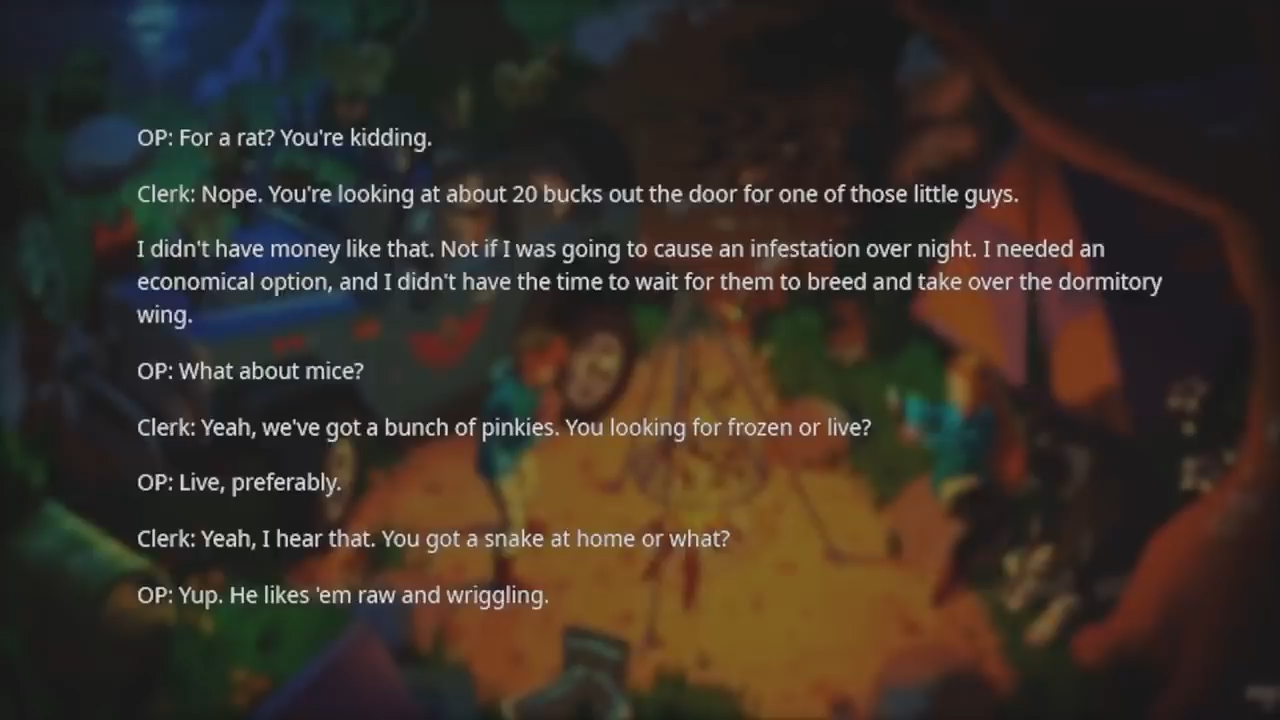 OP: For a rat? You're kidding.
Clerk: Nope. You're looking at about 20 bucks out the door for one of those little guys.
I didn't have money like that. Not if I was going to cause an infestation over night. I needed an
economical option, and I didn't have the time to wait for them to breed and take over the dormitory
wing.
OP: What about mice?
Clerk: Yeah, we've got a bunch of pinkies. You looking for frozen or live?
OP: Live, preferably.
Clerk: Yeah, I hear that. You got a snake at home or what?
OP: Yup. He likes 'em raw and wriggling.